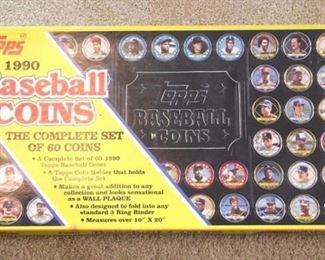 Topps
1990
Baseball
COINS
THE COMPLETE SET
OF 60 COINS
• A Complete Set of 60 1990
Topps Baseball Coins
• A Topps Coin Holder that holds
the Complete Set
• Makes a great addition to any
collection and looks sensational
as a WALL PLAQUE
• Also designed to fold into any
standard 3 Ring Binder
• Measures over 10" X 20"
Topps
BASEBALL
COINS